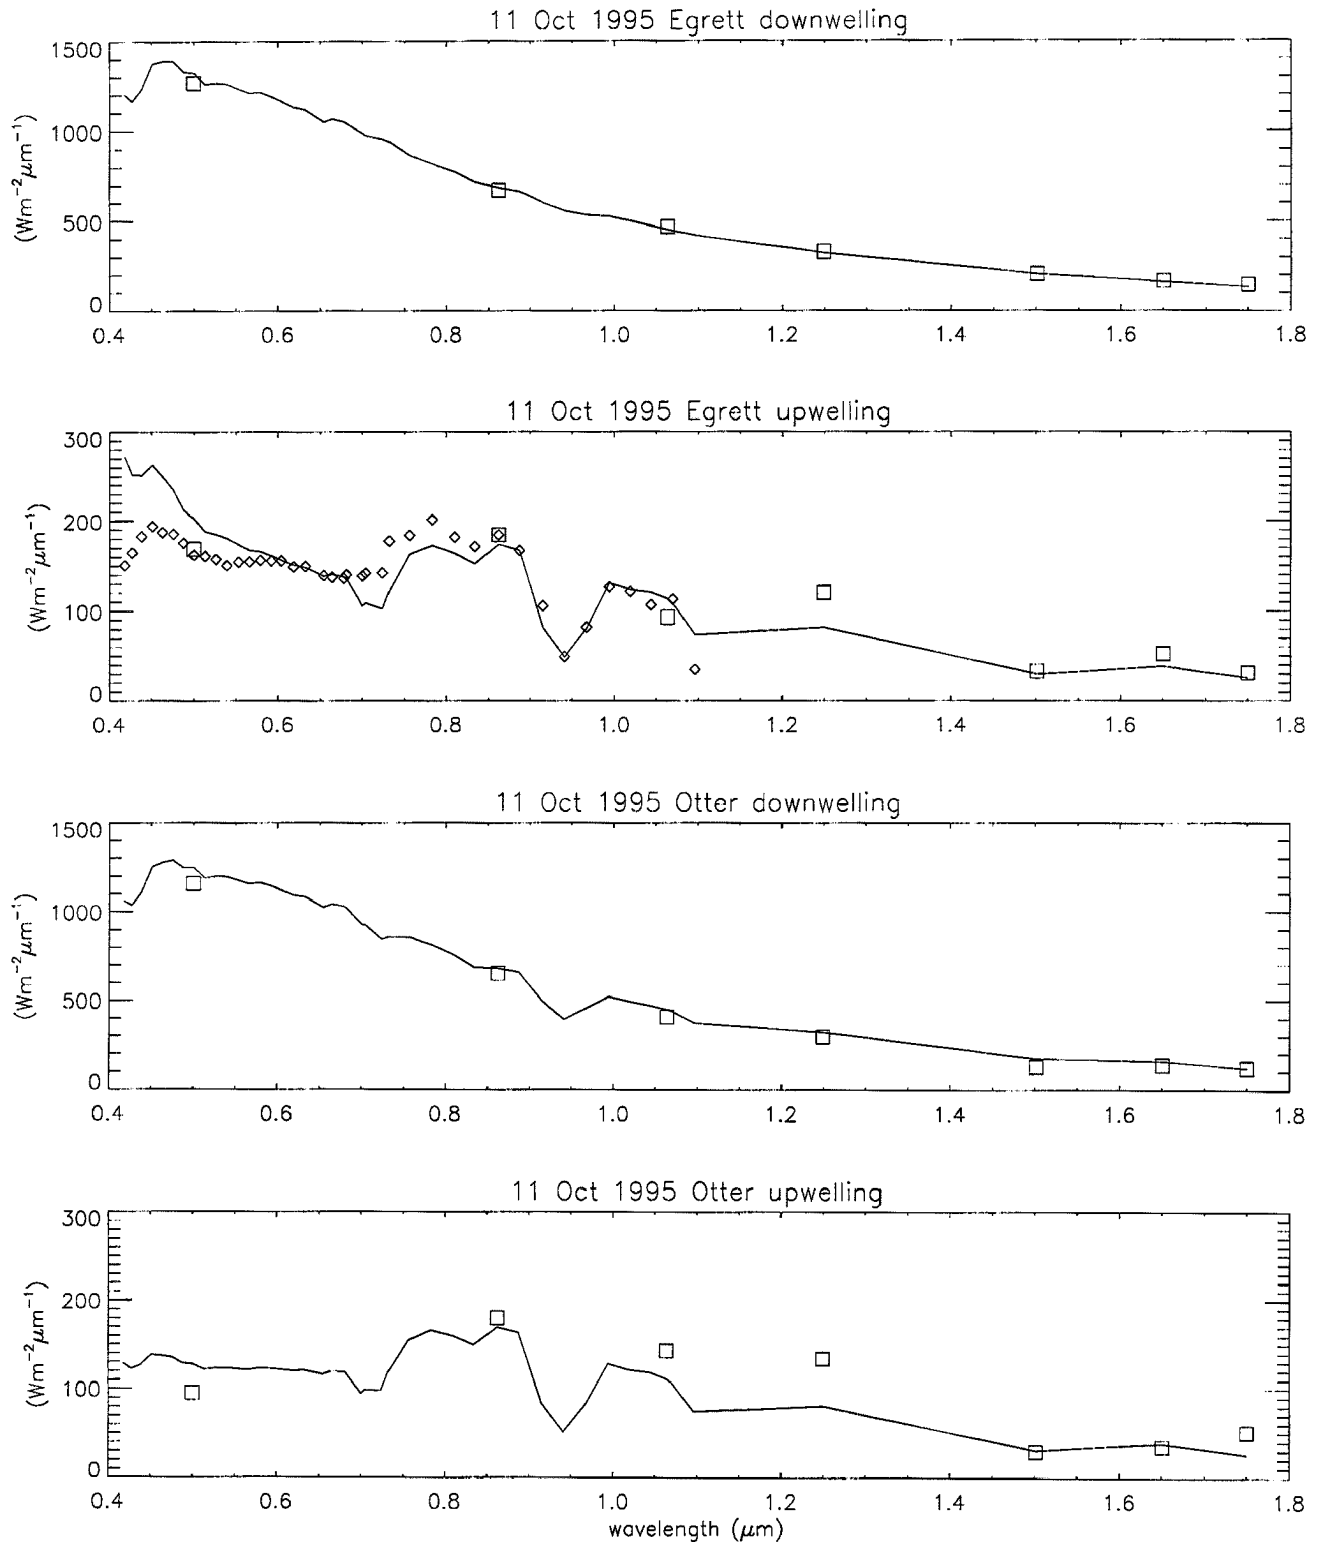 11 Oct 1995 Egrett downwelling
1500
1000
500
0
(Wm⁻²μm⁻¹)
0.4 0.6 0.8 1.0 1.2 1.4 1.6 1.8
11 Oct 1995 Egrett upwelling
300
200
100
0
(Wm⁻²μm⁻¹)
0.4 0.6 0.8 1.0 1.2 1.4 1.6 1.8
11 Oct 1995 Otter downwelling
1500
1000
500
0
(Wm⁻²μm⁻¹)
0.4 0.6 0.8 1.0 1.2 1.4 1.6 1.8
11 Oct 1995 Otter upwelling
300
200
100
0
(Wm⁻²μm⁻¹)
0.4 0.6 0.8 1.0 1.2 1.4 1.6 1.8
wavelength (μm)